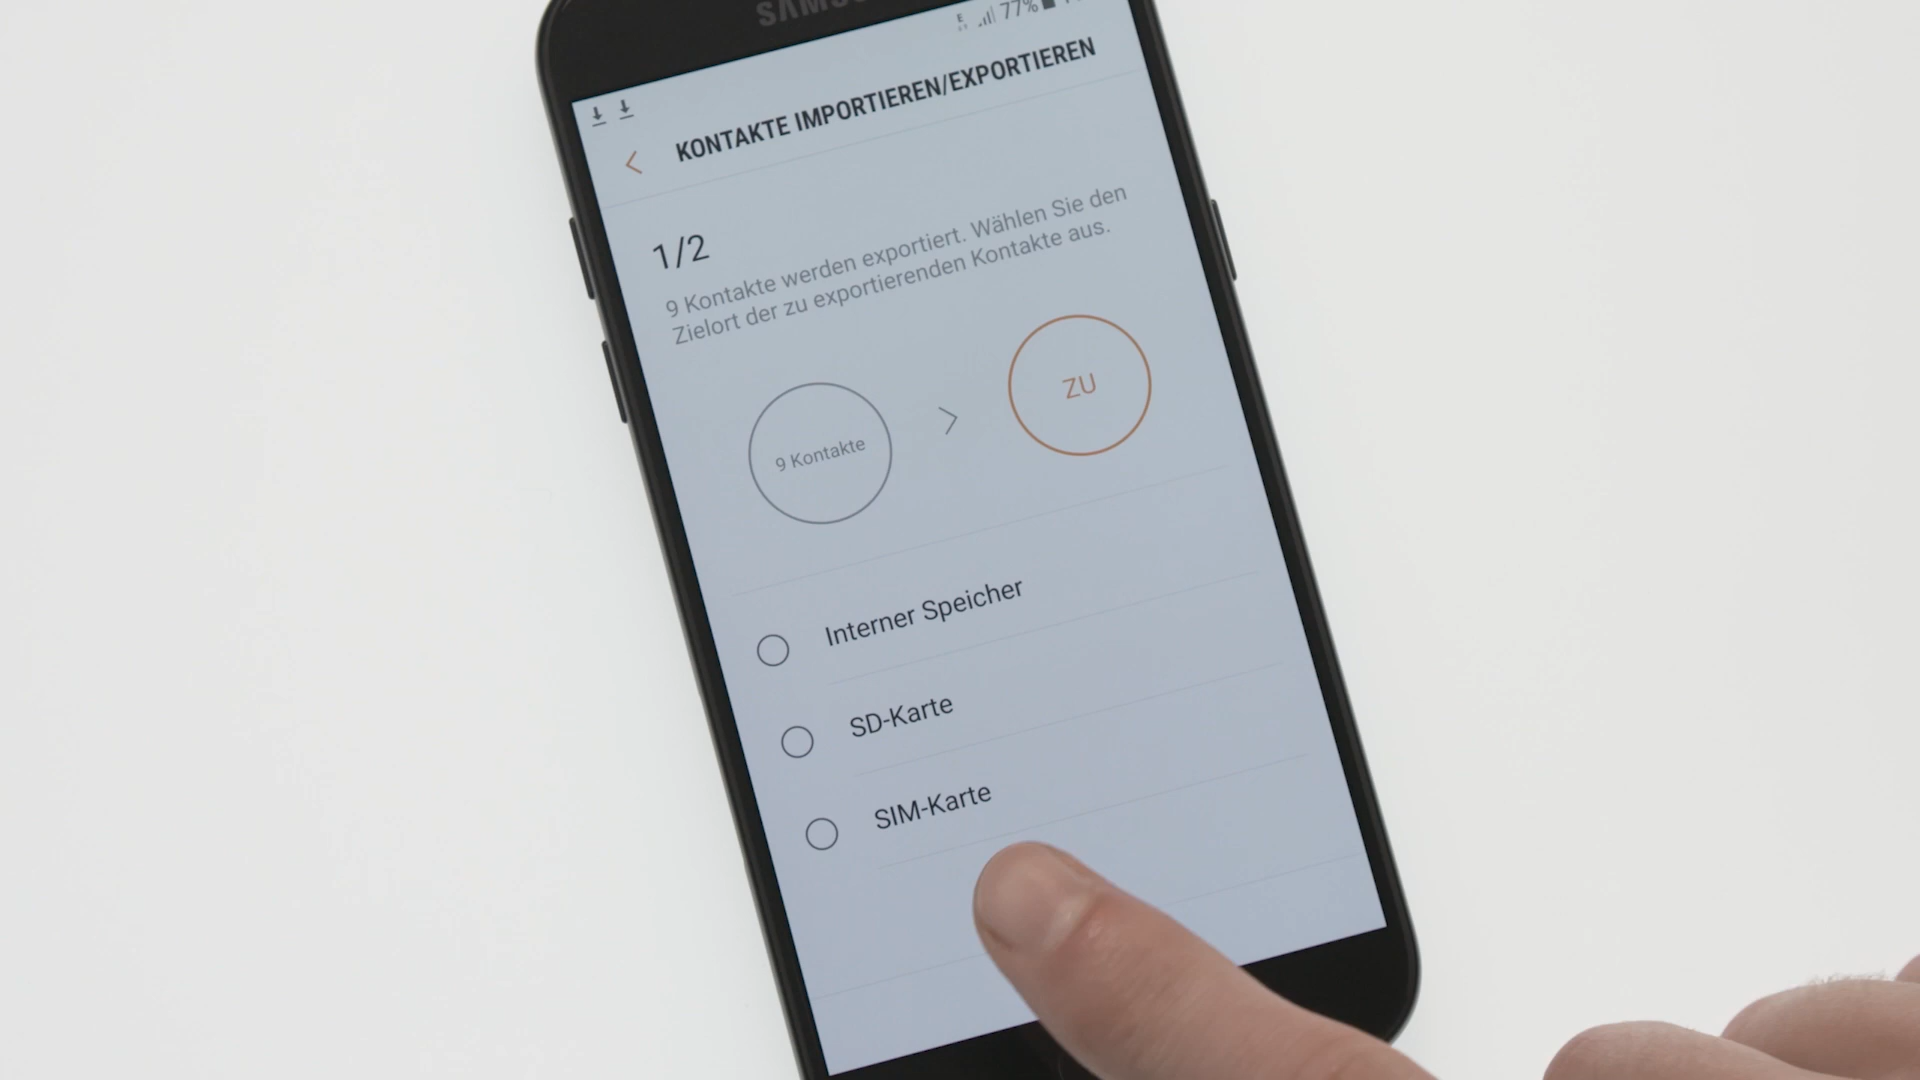 77%
KONTAKTE IMPORTIEREN/EXPORTIEREN
1/2
9 Kontakte werden exportiert. Wählen Sie den
Zielort der zu exportierenden Kontakte aus.
9 Kontakte
ZU
Interner Speicher
SD-Karte
SIM-Karte